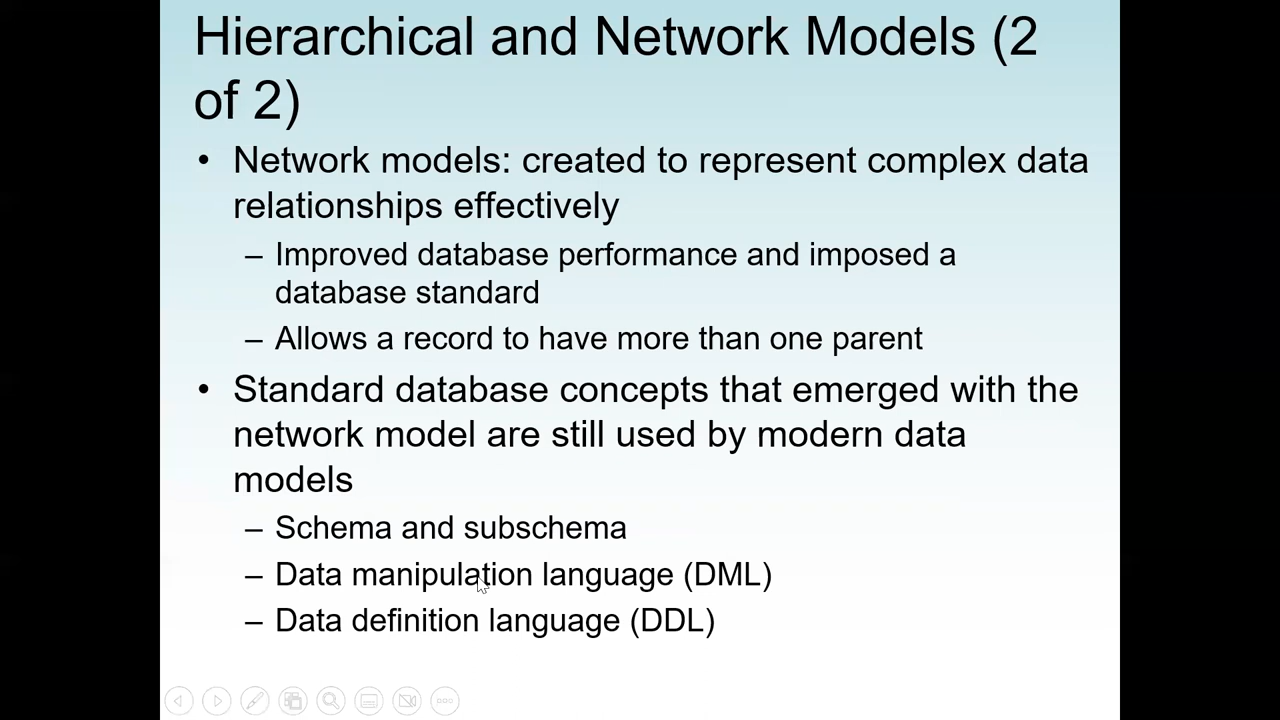 Hierarchical and Network Models (2
of 2)
• Network models: created to represent complex data
relationships effectively
– Improved database performance and imposed a
database standard
– Allows a record to have more than one parent
• Standard database concepts that emerged with the
network model are still used by modern data
models
– Schema and subschema
– Data manipulation language (DML)
– Data definition language (DDL)